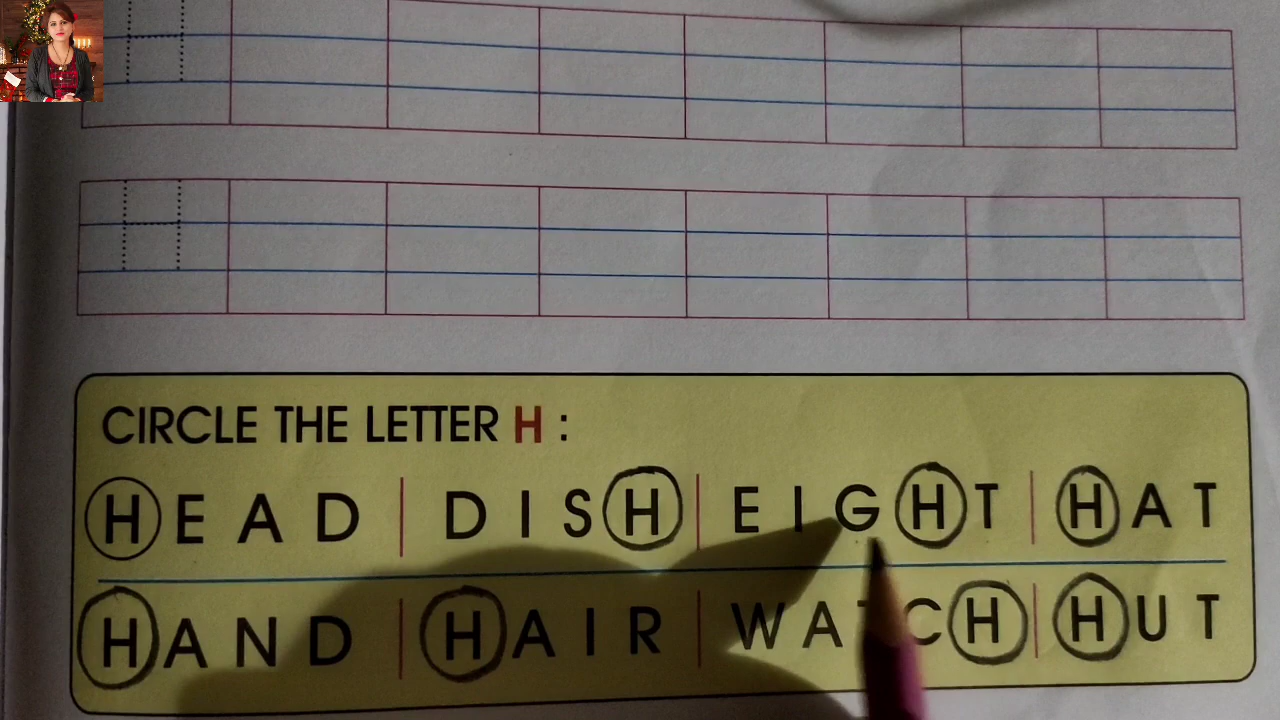 H
H
CIRCLE THE LETTER H :
HEAD | DISH | EIGHT | HAT
HAND | HAIR | WATCH | HUT